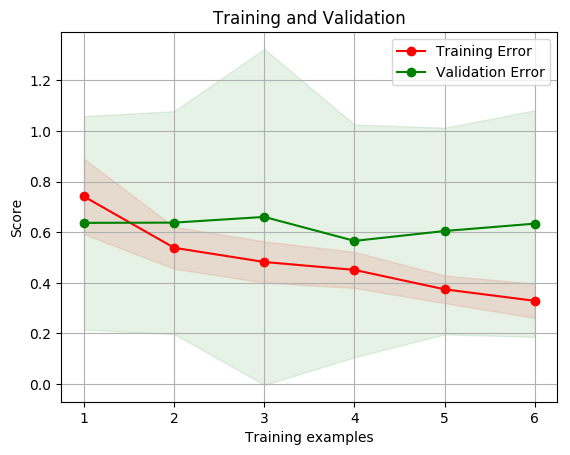 Training and Validation
Training Error
Validation Error
Score
1.2
1.0
0.8
0.6
0.4
0.2
0.0
1 2 3 4 5 6
Training examples